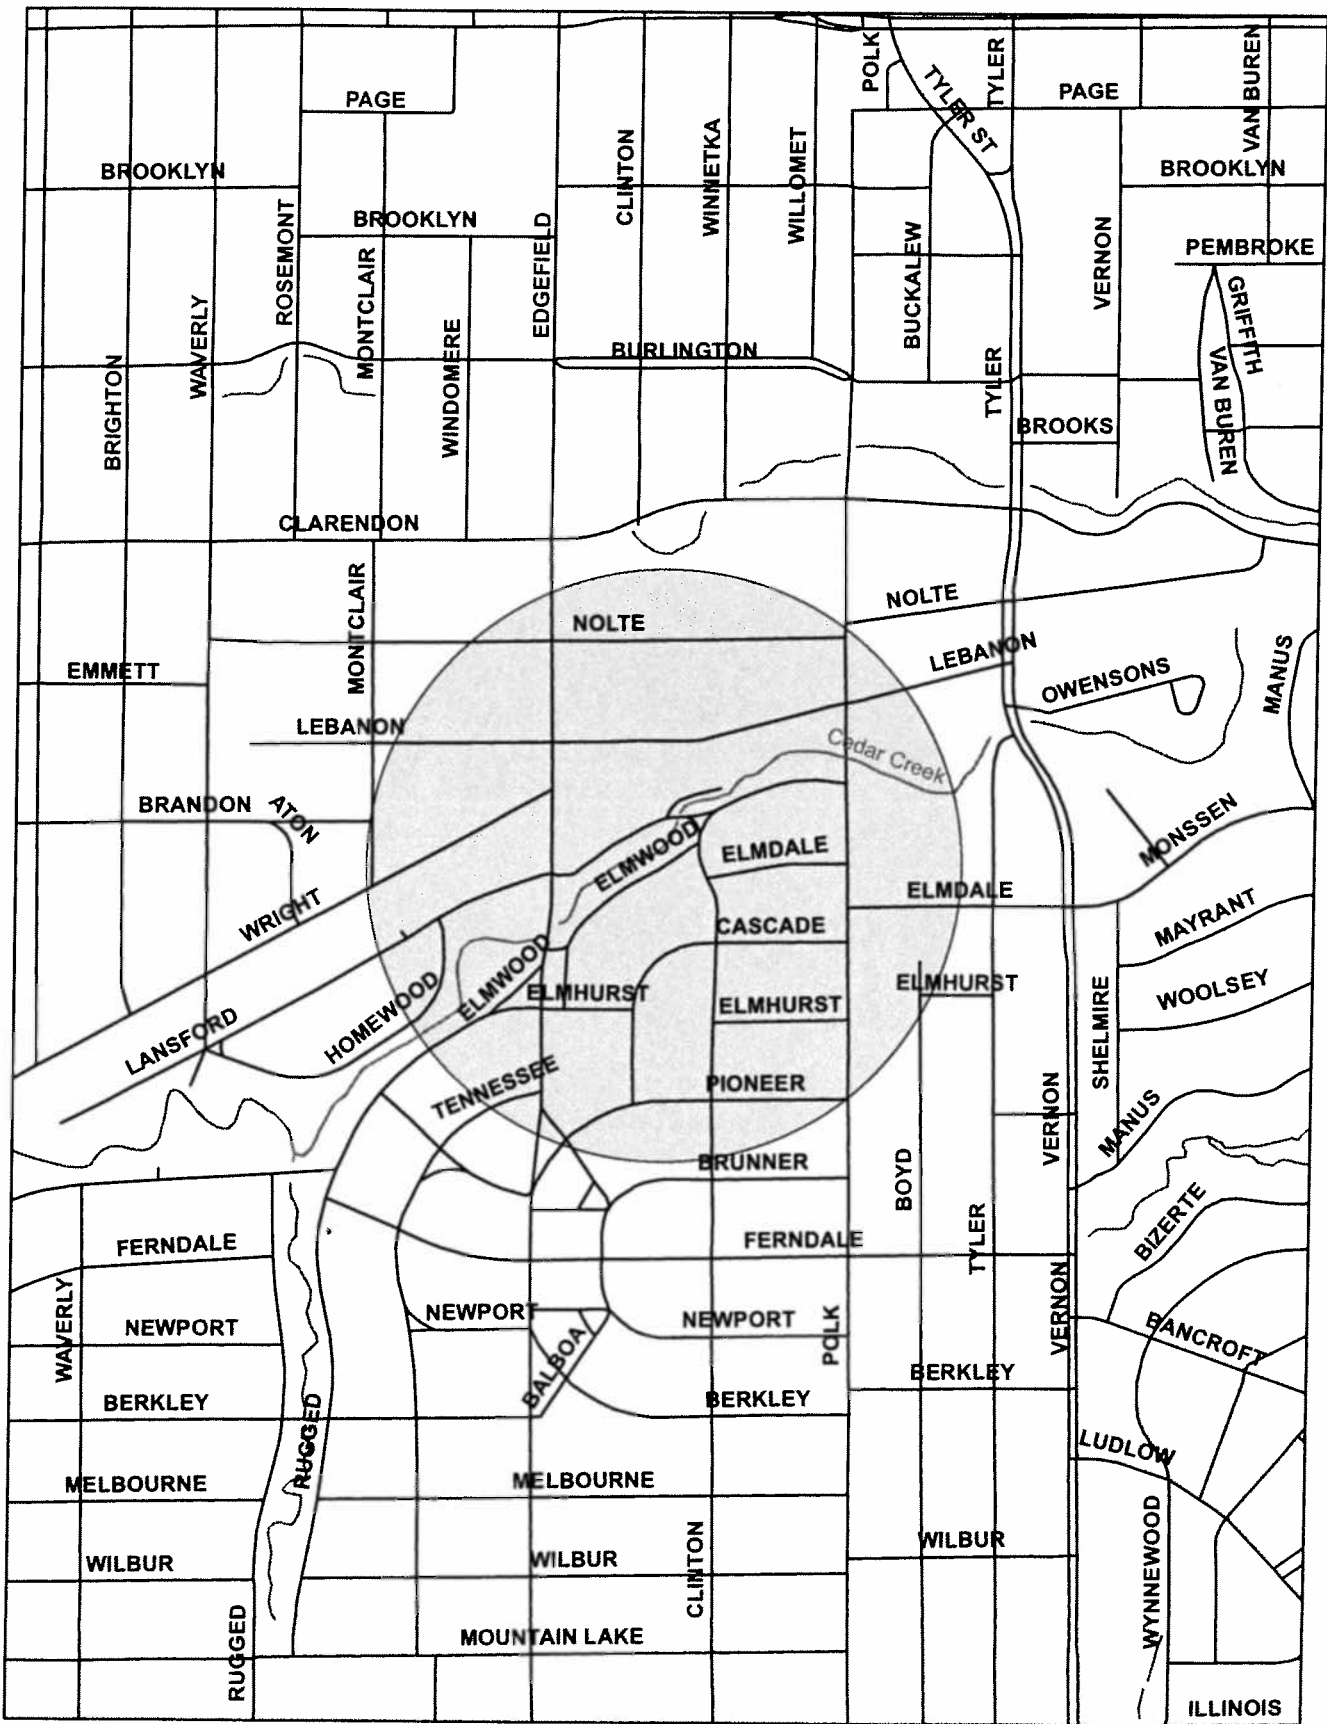 POLK
TYLER
VAN BUREN
TYLER ST
PAGE
PAGE
BROOKLYN
CLINTON
WINNETKA
WILLOMET
BROOKLYN
ROSEMONT
BROOKLYN
EDGEFIELD
BUCKALEW
VERNON
PEMBROKE
MONTCLAIR
GRIFFITH
WAVERLY
WINDOMERE
BURLINGTON
TYLER
VAN BUREN
BRIGHTON
BROOKS
CLARENDON
MONTCLAIR
NOLTE
NOLTE
EMMETT
LEBANON
OWENSONS
MANUS
LEBANON
Cedar Creek
BRANDON
ATON
ELMWOOD
ELMDALE
MONSSEN
WRIGHT
ELMDALE
CASCADE
MAYRANT
ELMWOOD
HOMEWOOD
ELMHURST
ELMHURST
ELMHURST
WOOLSEY
LANSFORD
SHELMIRE
TENNESSEE
PIONEER
VERNON
MANUS
BRUNNER
BOYD
FERNDALE
FERNDALE
TYLER
BIZERTE
WAVERLY
NEWPORT
NEWPORT
NEWPORT
POLK
VERNON
BANCROFT
BALBOA
BERKLEY
BERKLEY
BERKLEY
RUGGED
LUDLOW
MELBOURNE
MELBOURNE
WILBUR
WILBUR
CLINTON
WILBUR
WYNNEWOOD
RUGGED
MOUNTAIN LAKE
ILLINOIS